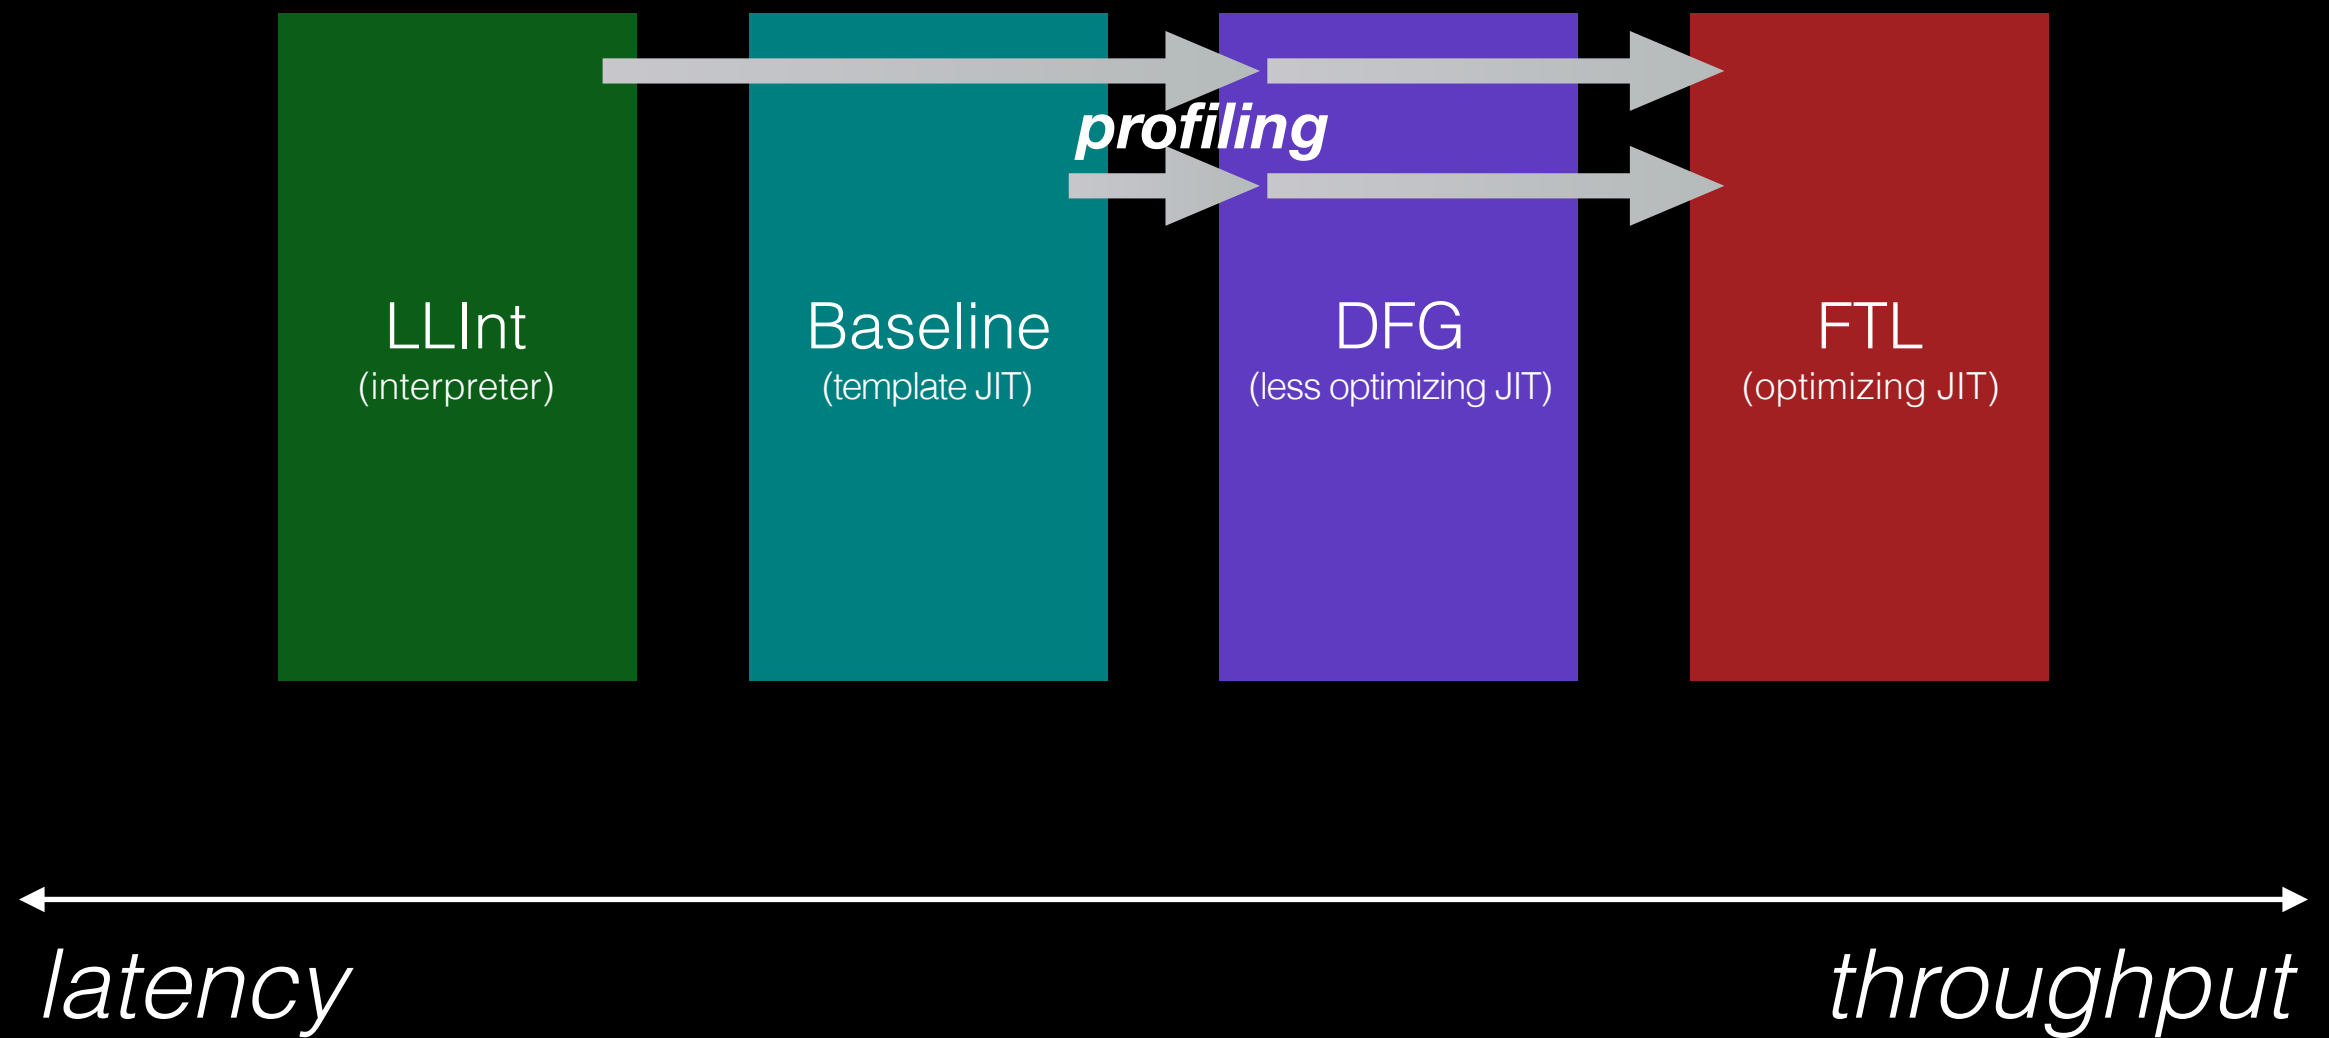 profiling
LLInt
(interpreter)
Baseline
(template JIT)
DFG
(less optimizing JIT)
FTL
(optimizing JIT)
latency
throughput